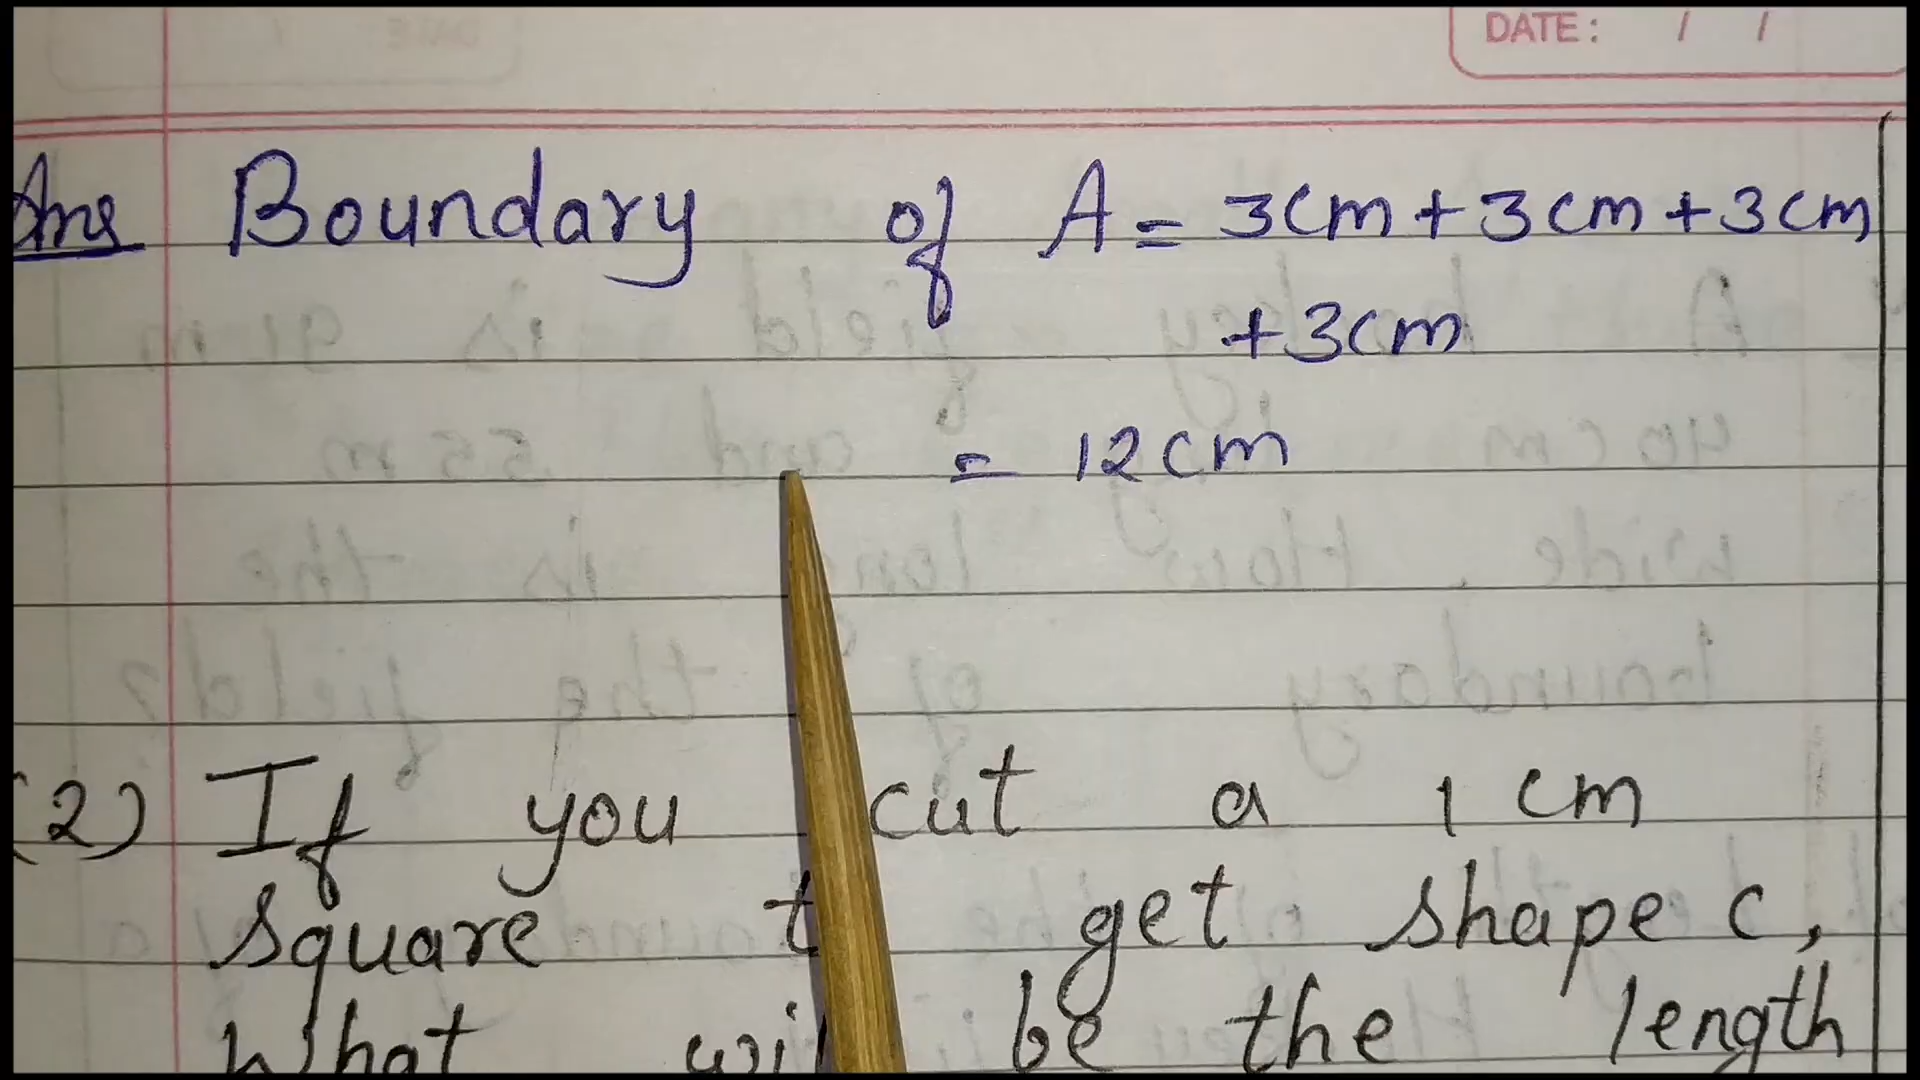 DATE: / /
Ans Boundary of A = 3cm + 3cm + 3cm
+ 3cm
= 12cm
(2) If you cut a 1 cm
square get shape c,
What be the length